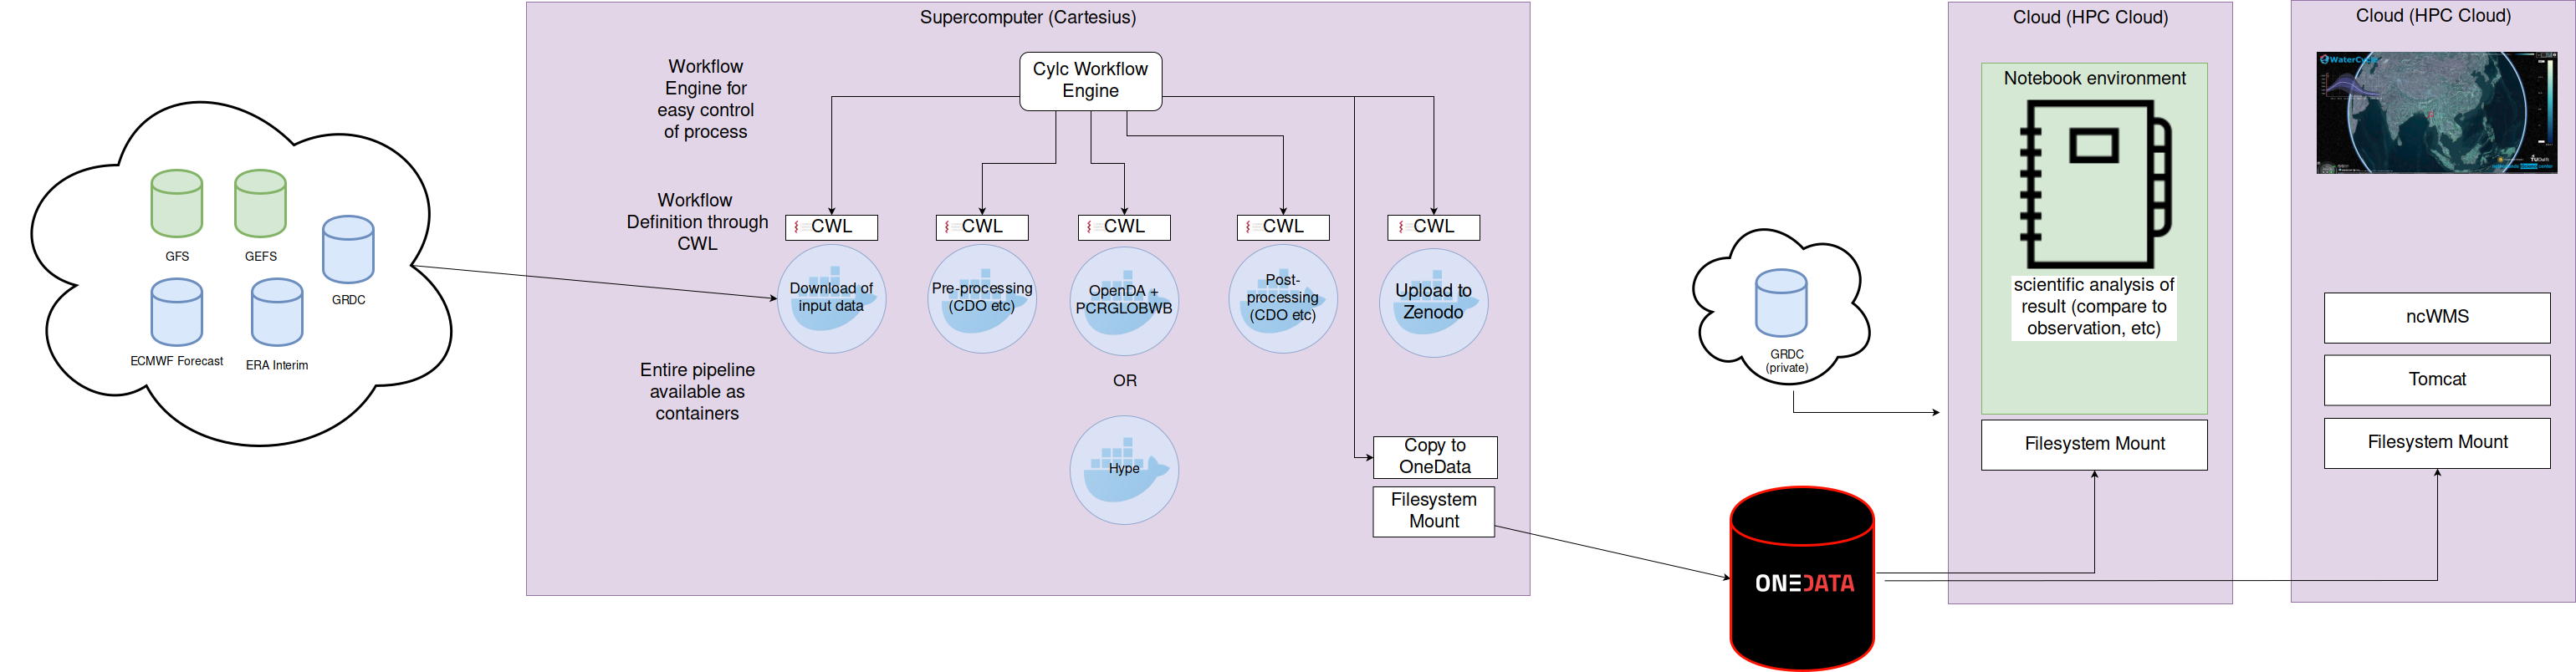 GFS
GEFS
GRDC
ECMWF Forecast
ERA Interim
Supercomputer (Cartesius)
Workflow
Engine for
easy control
of process
Cylc Workflow
Engine
Workflow
Definition through
CWL
CWL
CWL
CWL
CWL
CWL
Download of
input data
Pre-processing
(CDO etc)
OpenDA +
PCRGLOBWB
Post-
processing
(CDO etc)
Upload to
Zenodo
Entire pipeline
available as
containers
OR
Hype
Copy to
OneData
Filesystem
Mount
GRDC
(private)
ONEDATA
Cloud (HPC Cloud)
Notebook environment
scientific analysis of
result (compare to
observation, etc)
Filesystem Mount
Cloud (HPC Cloud)
ncWMS
Tomcat
Filesystem Mount